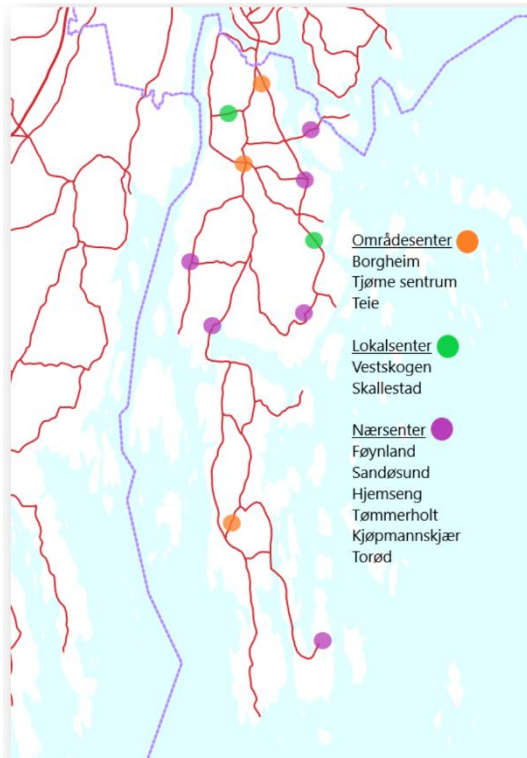 Områdesenter
Borgheim
Tjøme sentrum
Teie
Lokalsenter
Vestskogen
Skallestad
Nærsenter
Føynland
Sandøsund
Hjemseng
Tømmerholt
Kjøpmannskjær
Torød